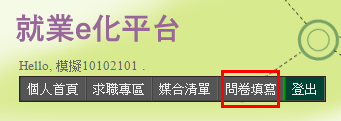 就業e化平台
Hello, 模擬10102101 .
個人首頁 求職專區 媒合清單 問卷填寫 登出